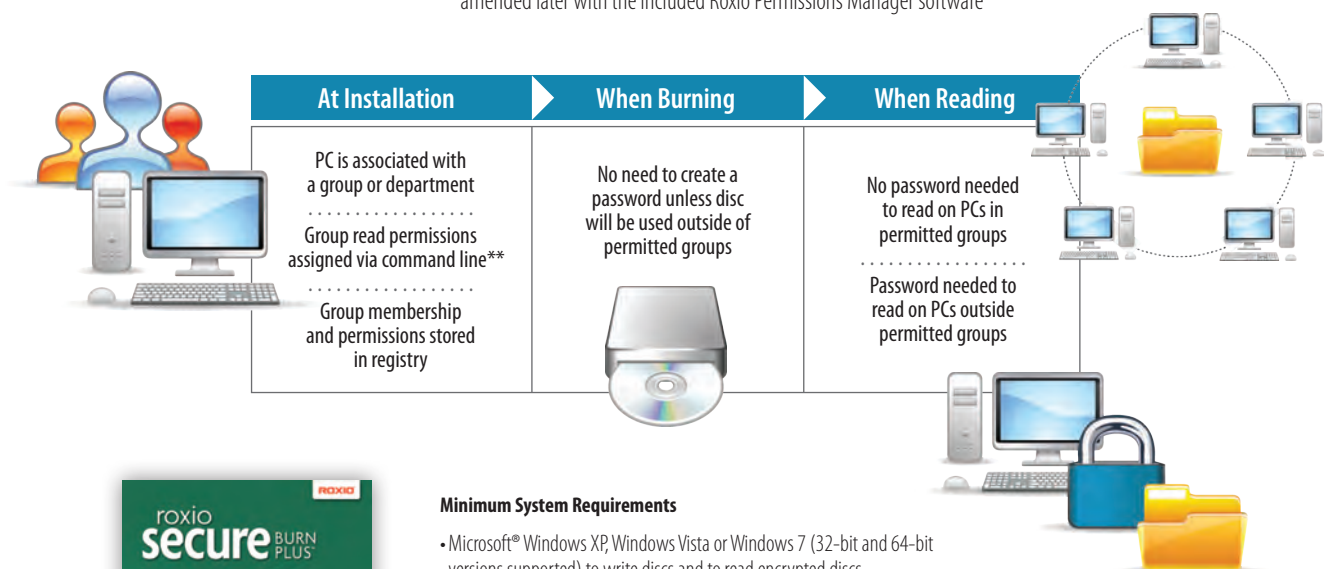 amended later with the included Roxio Permissions Manager software
At Installation
When Burning
When Reading
PC is associated with
a group or department
Group read permissions
assigned via command line**
Group membership
and permissions stored
in registry
No need to create a
password unless disc
will be used outside of
permitted groups
No password needed
to read on PCs in
permitted groups
Password needed to
read on PCs outside
permitted groups
ROXIO
roxio
secure BURN
PLUS™
Minimum System Requirements
• Microsoft® Windows XP, Windows Vista or Windows 7 (32-bit and 64-bit
versions supported) to write discs and to read encrypted discs